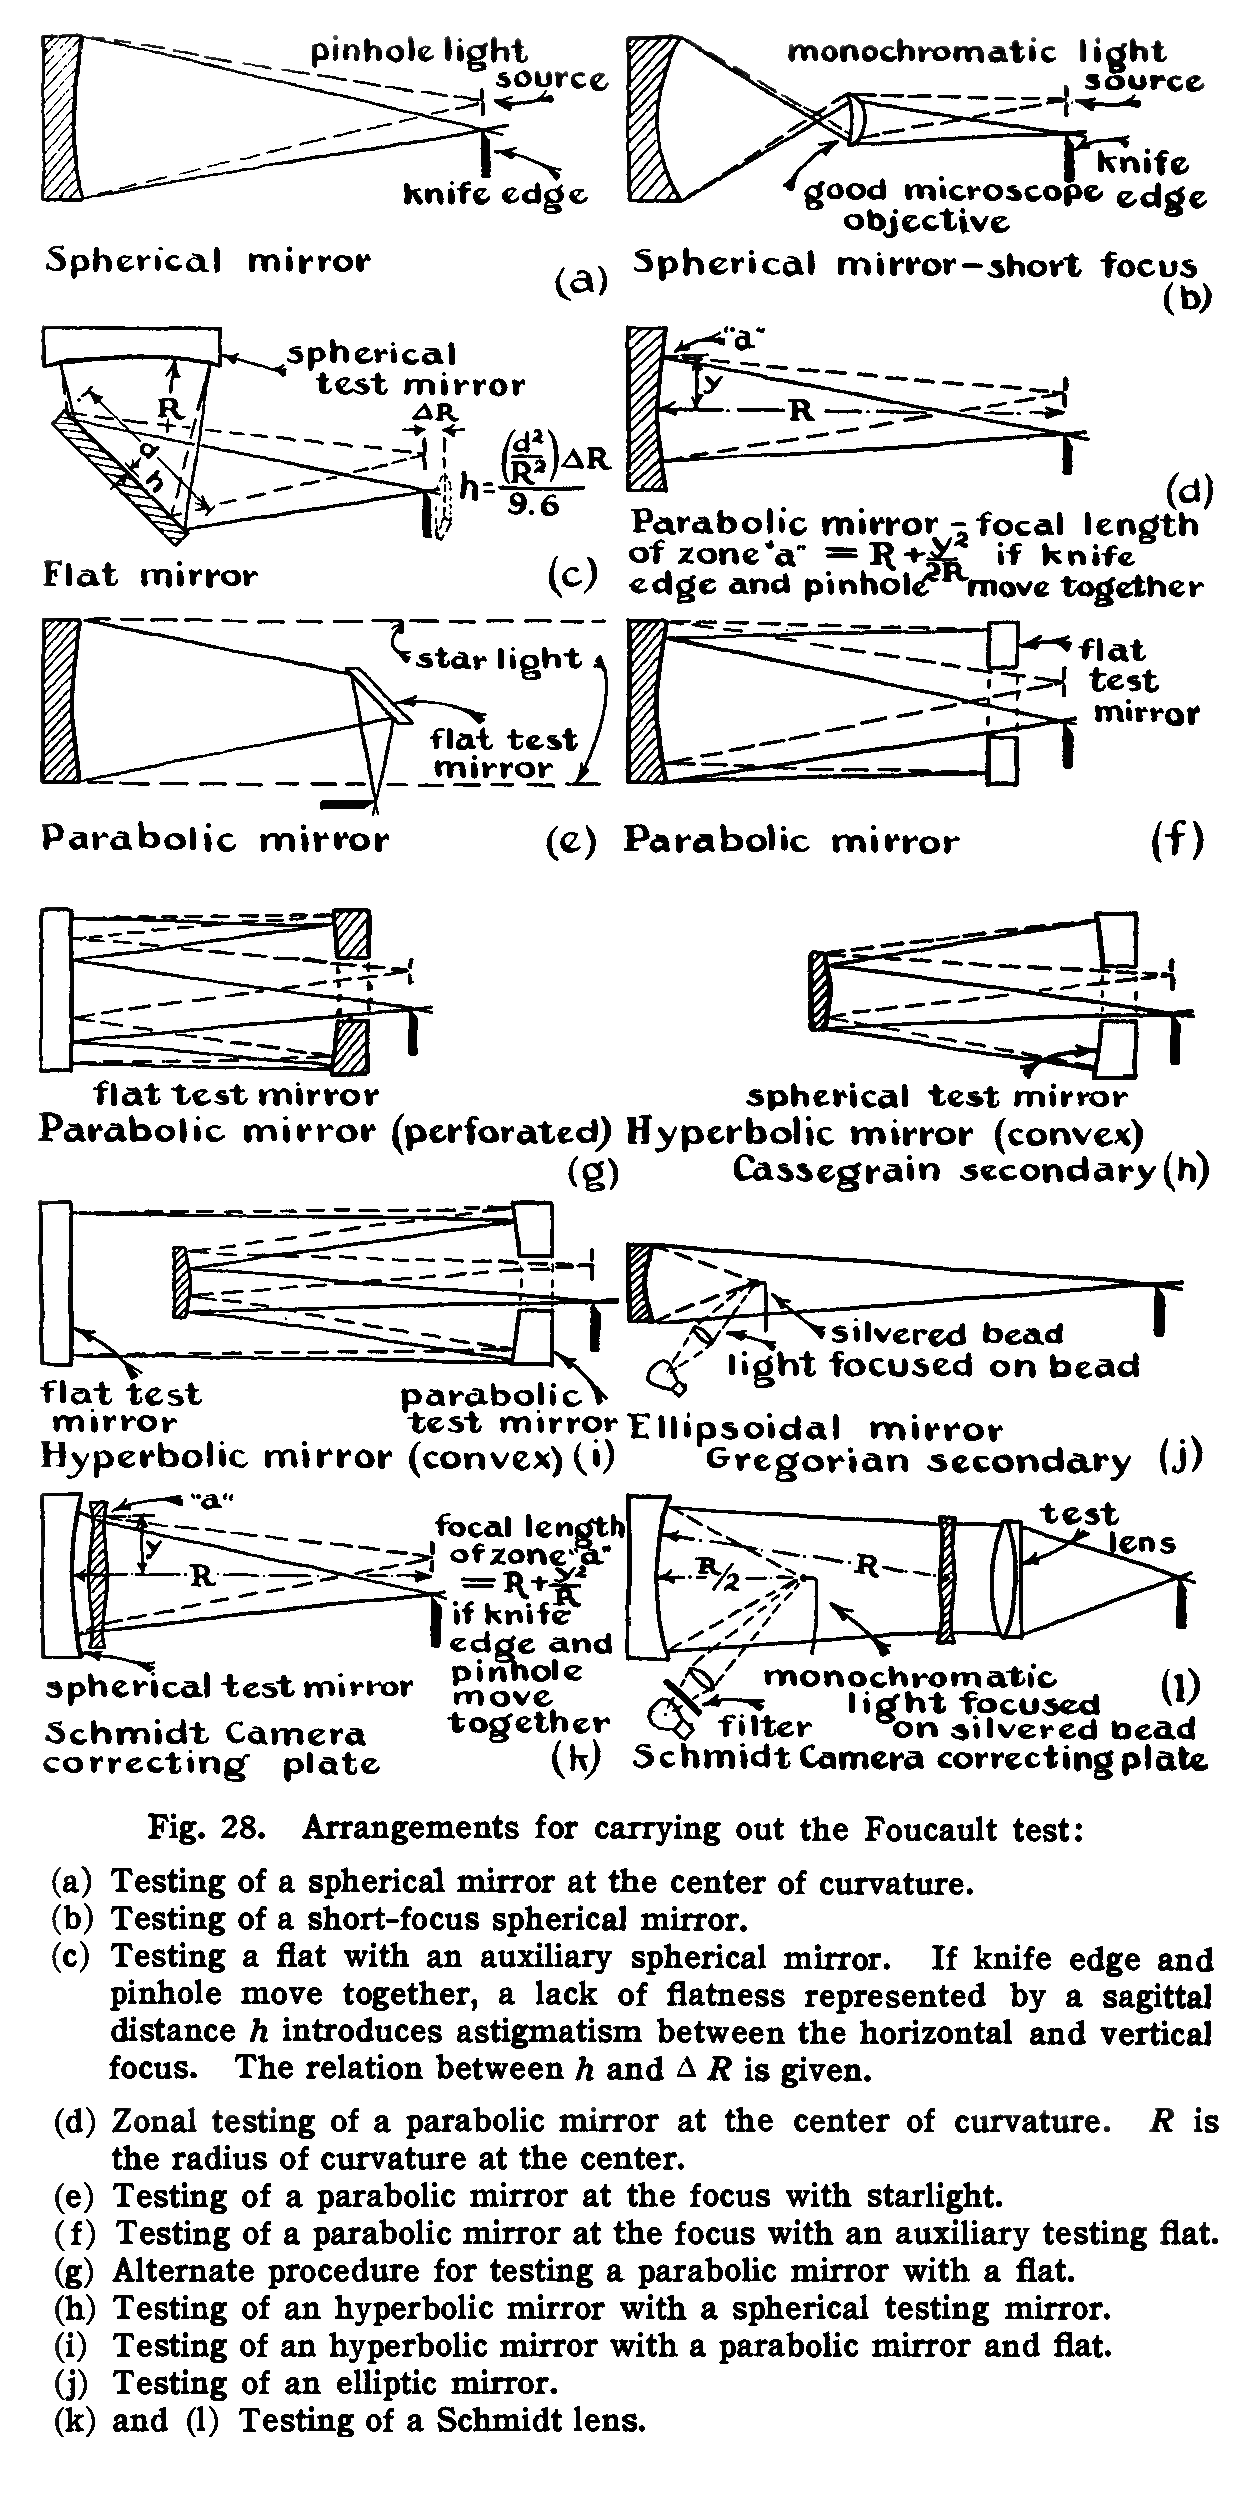 pinhole light
source
knife edge
Spherical mirror
(a)
monochromatic light
source
knife
edge
good microscope
objective
Spherical mirror-short focus
(b)
spherical
test mirror
R
d
h
ΔR
h=(d²/R²)ΔR/9.6
Flat mirror
(c)
"a"
y
R
(d)
Parabolic mirror - focal length
of zone "a" = R + y²/2R if knife
edge and pinhole move together
star light
flat test
mirror
Parabolic mirror
(e)
flat
test
mirror
Parabolic mirror
(f)
flat test mirror
Parabolic mirror (perforated)
(g)
spherical test mirror
Hyperbolic mirror (convex)
Cassegrain secondary (h)
flat test
mirror
parabolic
test mirror
Hyperbolic mirror (convex) (i)
silvered bead
light focused on bead
Ellipsoidal mirror
Gregorian secondary (j)
"a"
y
R
focal length
of zone "a"
= R + y²/R
if knife
edge and
pinhole
move
together
spherical test mirror
Schmidt Camera
correcting plate
(k)
test
lens
R/2
R
monochromatic
light focused
on silvered bead
filter
(l)
Schmidt Camera correcting plate
Fig. 28. Arrangements for carrying out the Foucault test:
(a) Testing of a spherical mirror at the center of curvature.
(b) Testing of a short-focus spherical mirror.
(c) Testing a flat with an auxiliary spherical mirror. If knife edge and
pinhole move together, a lack of flatness represented by a sagittal
distance h introduces astigmatism between the horizontal and vertical
focus. The relation between h and Δ R is given.
(d) Zonal testing of a parabolic mirror at the center of curvature. R is
the radius of curvature at the center.
(e) Testing of a parabolic mirror at the focus with starlight.
(f) Testing of a parabolic mirror at the focus with an auxiliary testing flat.
(g) Alternate procedure for testing a parabolic mirror with a flat.
(h) Testing of an hyperbolic mirror with a spherical testing mirror.
(i) Testing of an hyperbolic mirror with a parabolic mirror and flat.
(j) Testing of an elliptic mirror.
(k) and (l) Testing of a Schmidt lens.